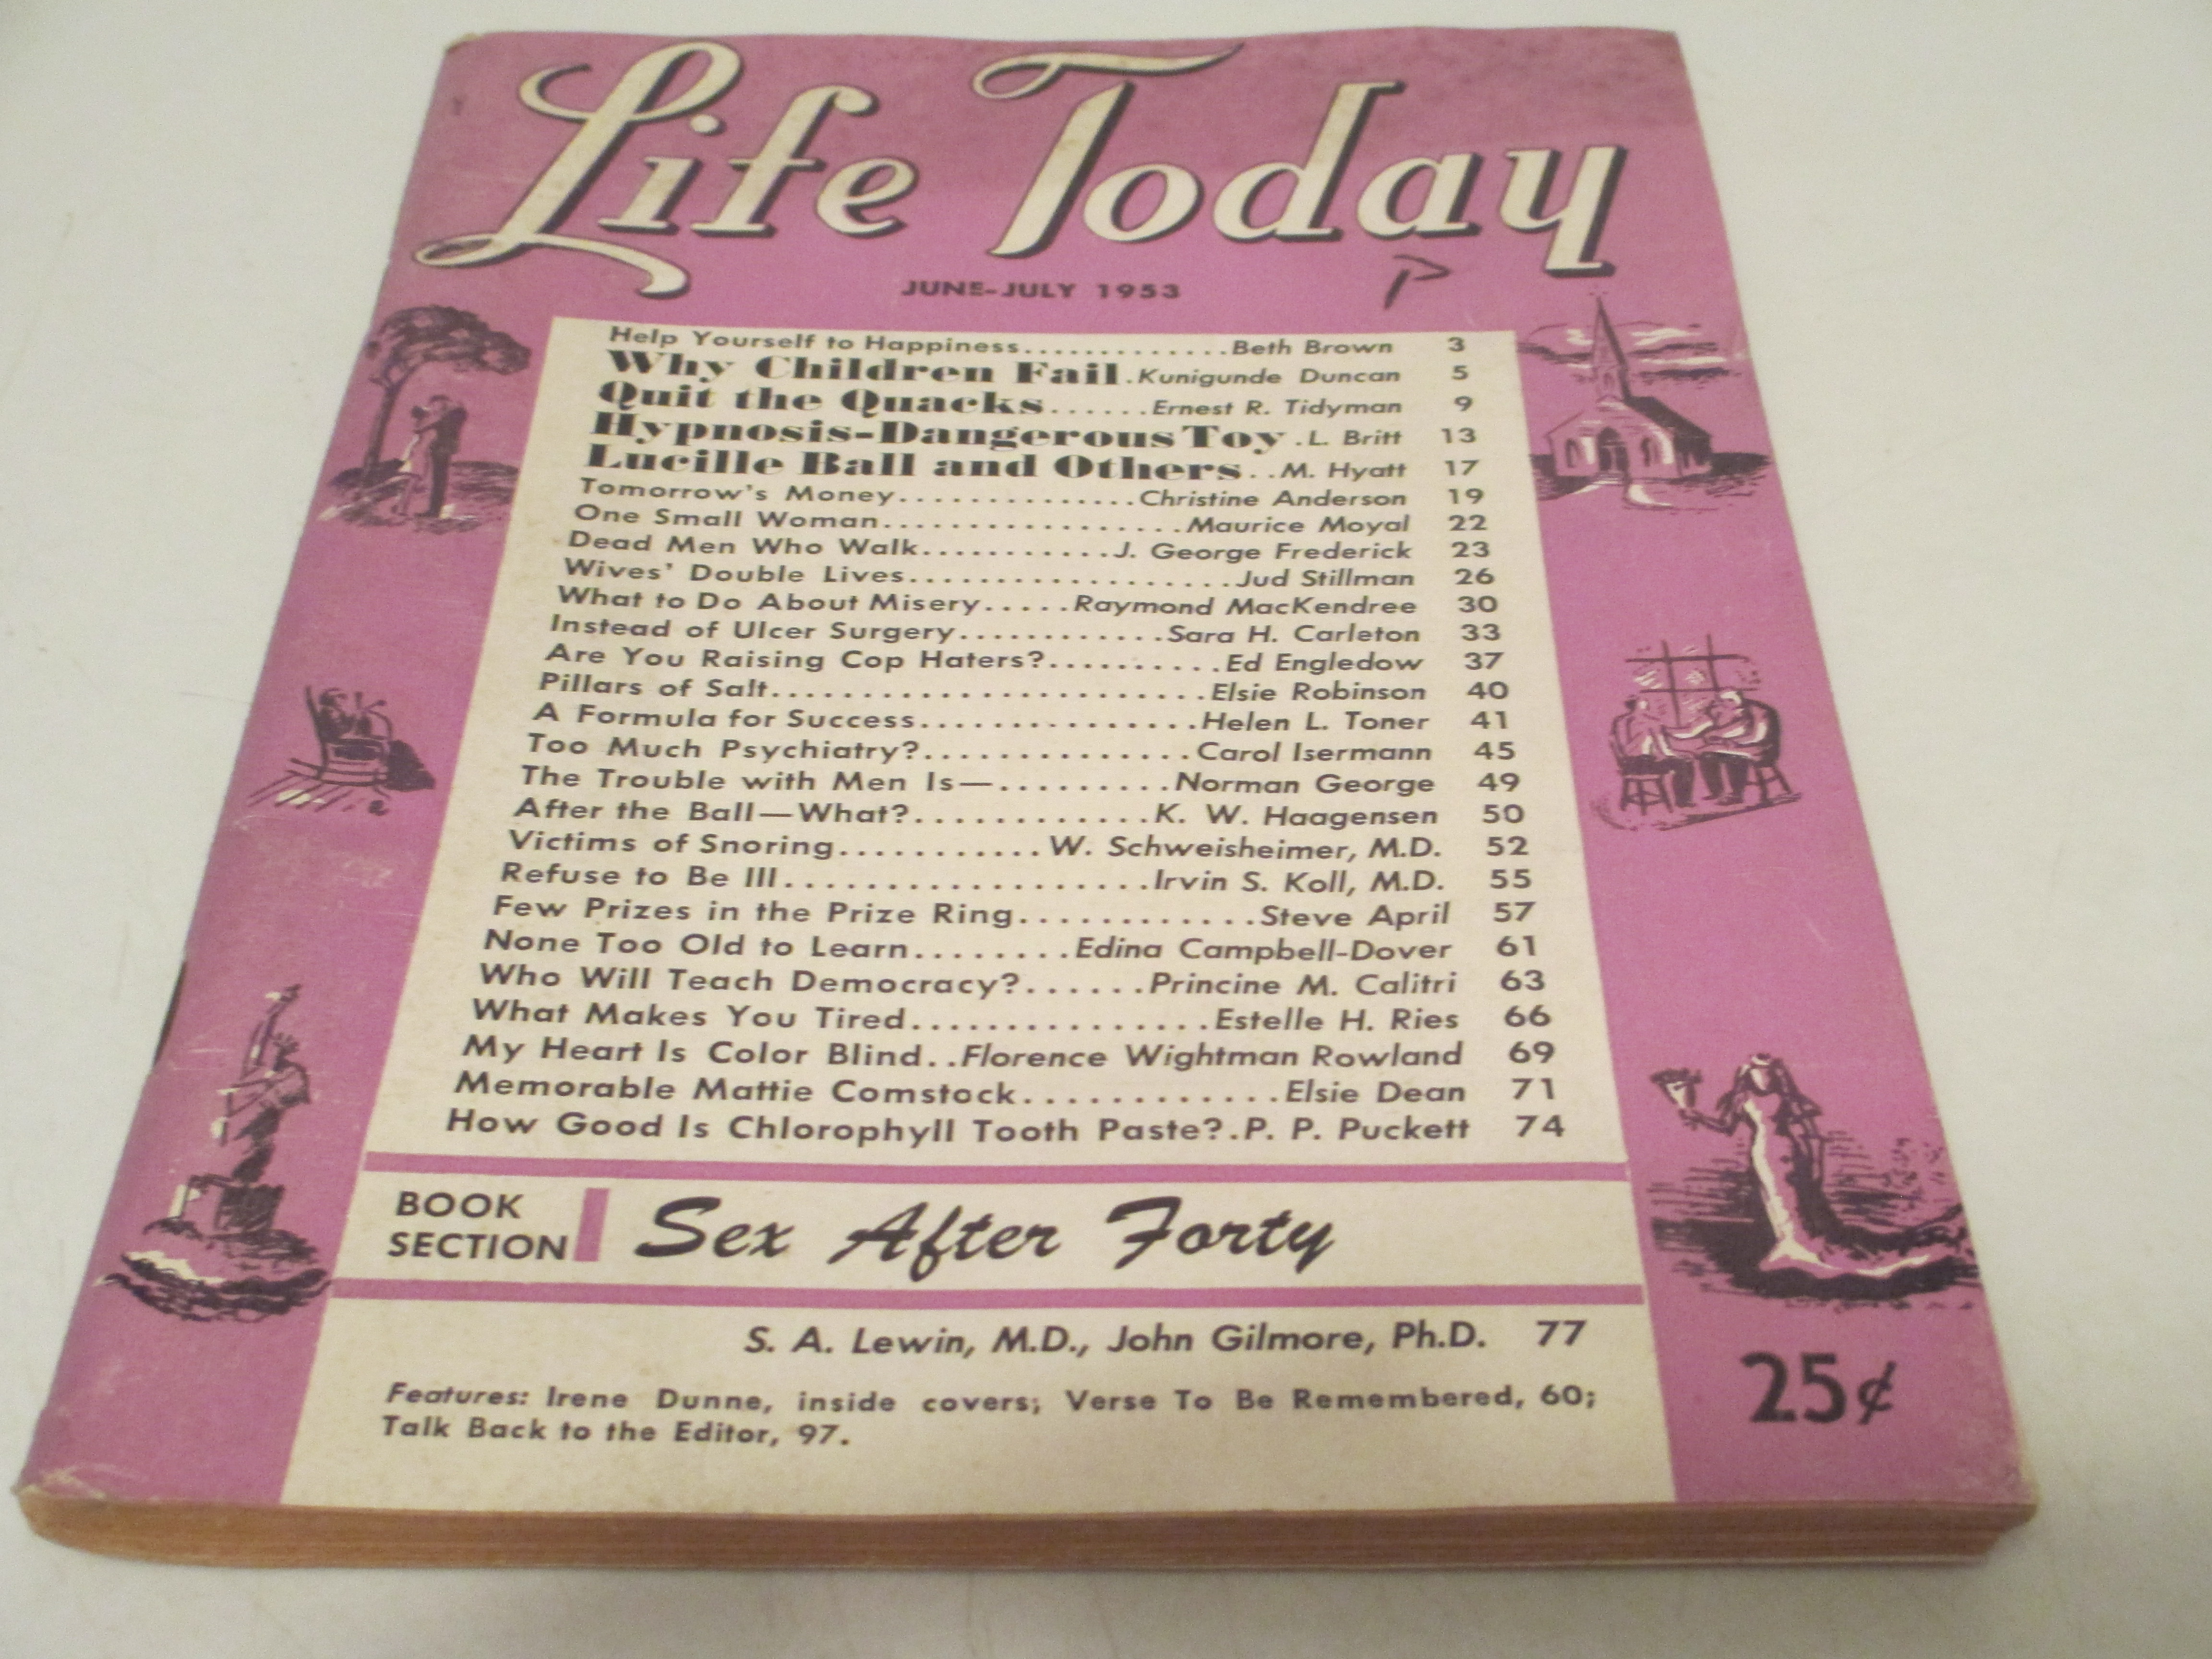 Life Today
JUNE-JULY 1953
P
Help Yourself to Happiness.............Beth Brown 3
Why Children Fail.Kunigunde Duncan 5
Quit the Quacks......Ernest R. Tidyman 9
Hypnosis-Dangerous Toy.L. Britt 13
Lucille Ball and Others..M. Hyatt 17
Tomorrow's Money..............Christine Anderson 19
One Small Woman..................Maurice Moyal 22
Dead Men Who Walk...........J. George Frederick 23
Wives' Double Lives...................Jud Stillman 26
What to Do About Misery.....Raymond MacKendree 30
Instead of Ulcer Surgery............Sara H. Carleton 33
Are You Raising Cop Haters?..........Ed Engledow 37
Pillars of Salt........................Elsie Robinson 40
A Formula for Success...............Helen L. Toner 41
Too Much Psychiatry?..............Carol Isermann 45
The Trouble with Men Is—.........Norman George 49
After the Ball—What?............K. W. Haagensen 50
Victims of Snoring...........W. Schweisheimer, M.D. 52
Refuse to Be Ill...................Irvin S. Koll, M.D. 55
Few Prizes in the Prize Ring............Steve April 57
None Too Old to Learn........Edina Campbell-Dover 61
Who Will Teach Democracy?......Princine M. Calitri 63
What Makes You Tired................Estelle H. Ries 66
My Heart Is Color Blind..Florence Wightman Rowland 69
Memorable Mattie Comstock............Elsie Dean 71
How Good Is Chlorophyll Tooth Paste?.P. P. Puckett 74
BOOK
SECTION
Sex After Forty
S. A. Lewin, M.D., John Gilmore, Ph.D. 77
Features: Irene Dunne, inside covers; Verse To Be Remembered, 60;
Talk Back to the Editor, 97.
25¢